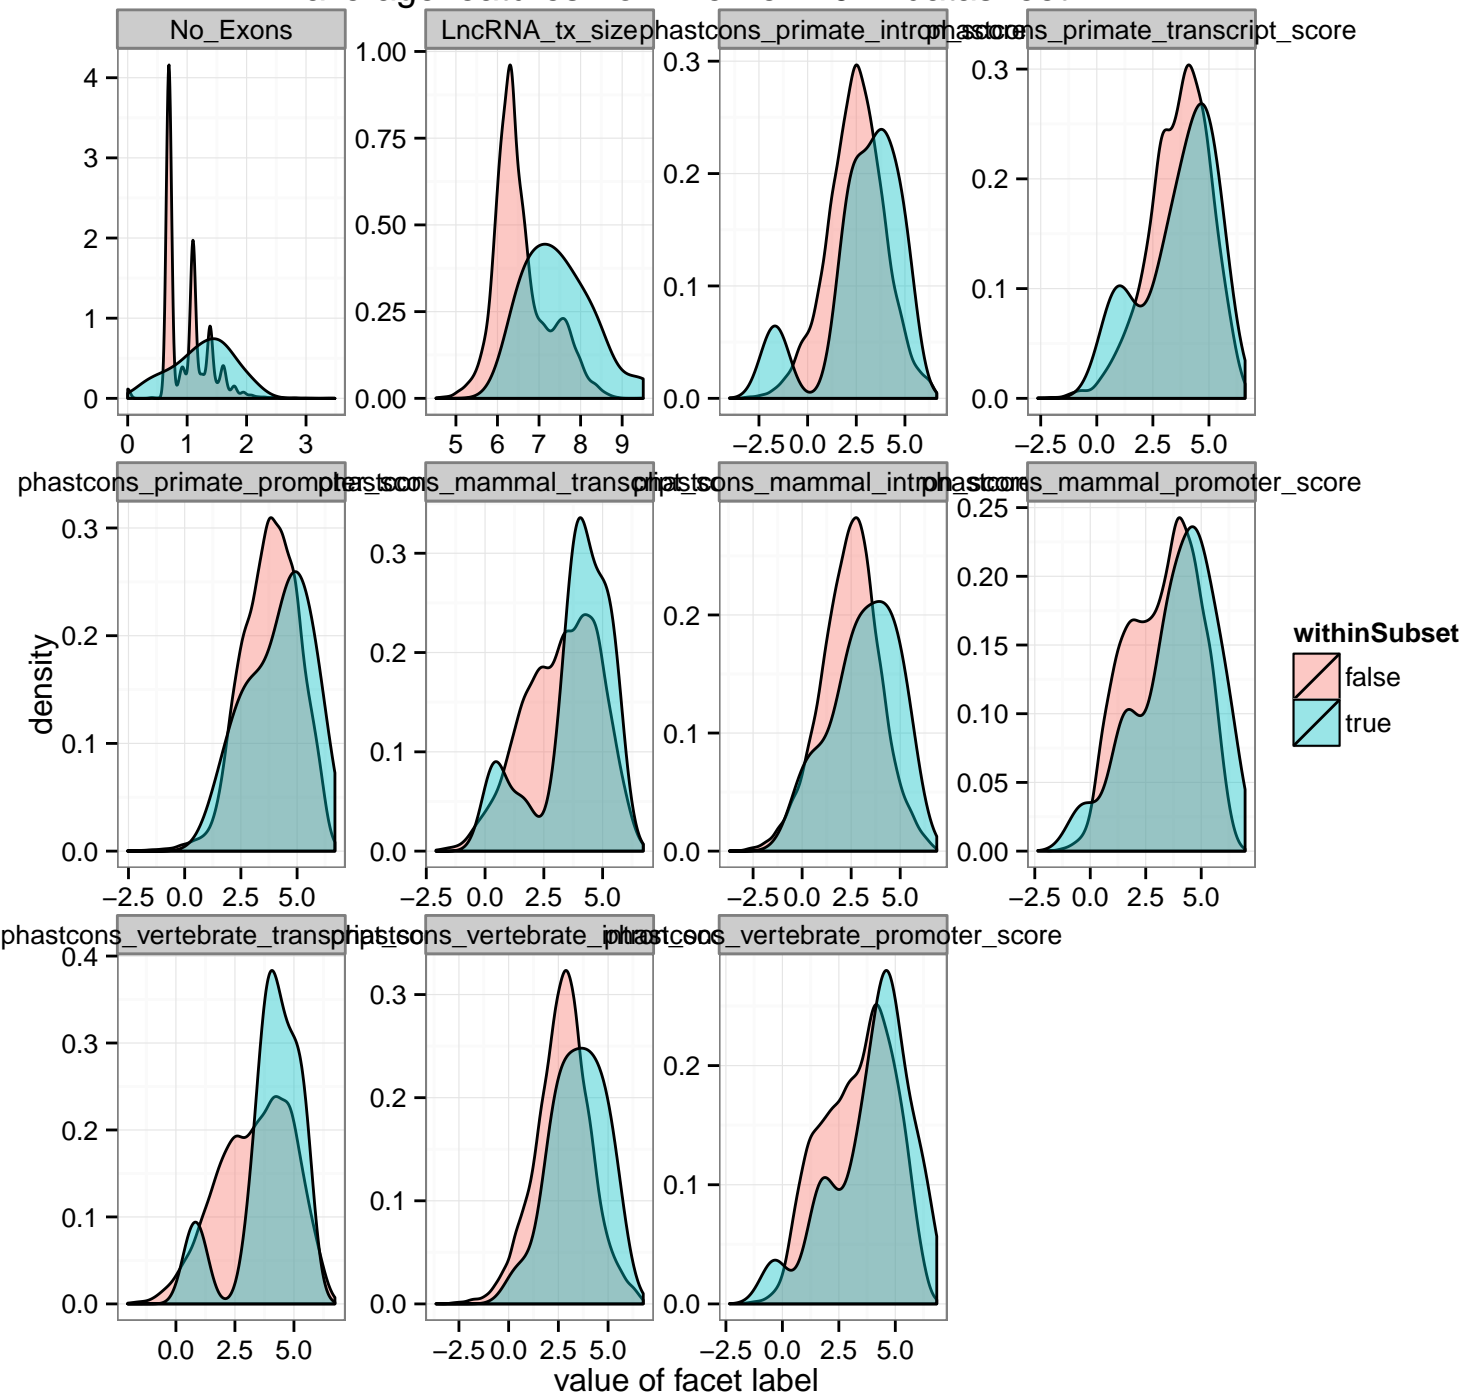 No_Exons
LncRNA_tx_size
phastcons_primate_intron_score
phastcons_primate_transcript_score
4
3
2
1
0
0 1 2 3
1.00
0.75
0.50
0.25
0.00
5 6 7 8 9
0.3
0.2
0.1
0.0
−2.5 0.0 2.5 5.0
0.3
0.2
0.1
0.0
−2.5 0.0 2.5 5.0
phastcons_primate_promoter_score
phastcons_mammal_transcript_score
phastcons_mammal_intron_score
phastcons_mammal_promoter_score
0.3
0.2
0.1
0.0
−2.5 0.0 2.5 5.0
0.3
0.2
0.1
0.0
−2.5 0.0 2.5 5.0
0.2
0.1
0.0
−2.5 0.0 2.5 5.0
0.25
0.20
0.15
0.10
0.05
0.00
−2.5 0.0 2.5 5.0
phastcons_vertebrate_transcript_score
phastcons_vertebrate_intron_score
phastcons_vertebrate_promoter_score
0.4
0.3
0.2
0.1
0.0
0.0 2.5 5.0
0.3
0.2
0.1
0.0
−2.5 0.0 2.5 5.0
0.2
0.1
0.0
−2.5 0.0 2.5 5.0
density
value of facet label
withinSubset
false
true